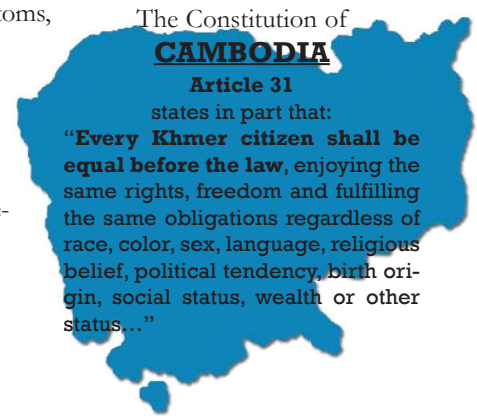 toms,
The Constitution of
CAMBODIA
Article 31
states in part that:
“Every Khmer citizen shall be
equal before the law, enjoying the
same rights, freedom and fulfilling
the same obligations regardless of
race, color, sex, language, religious
belief, political tendency, birth ori-
gin, social status, wealth or other
status...”